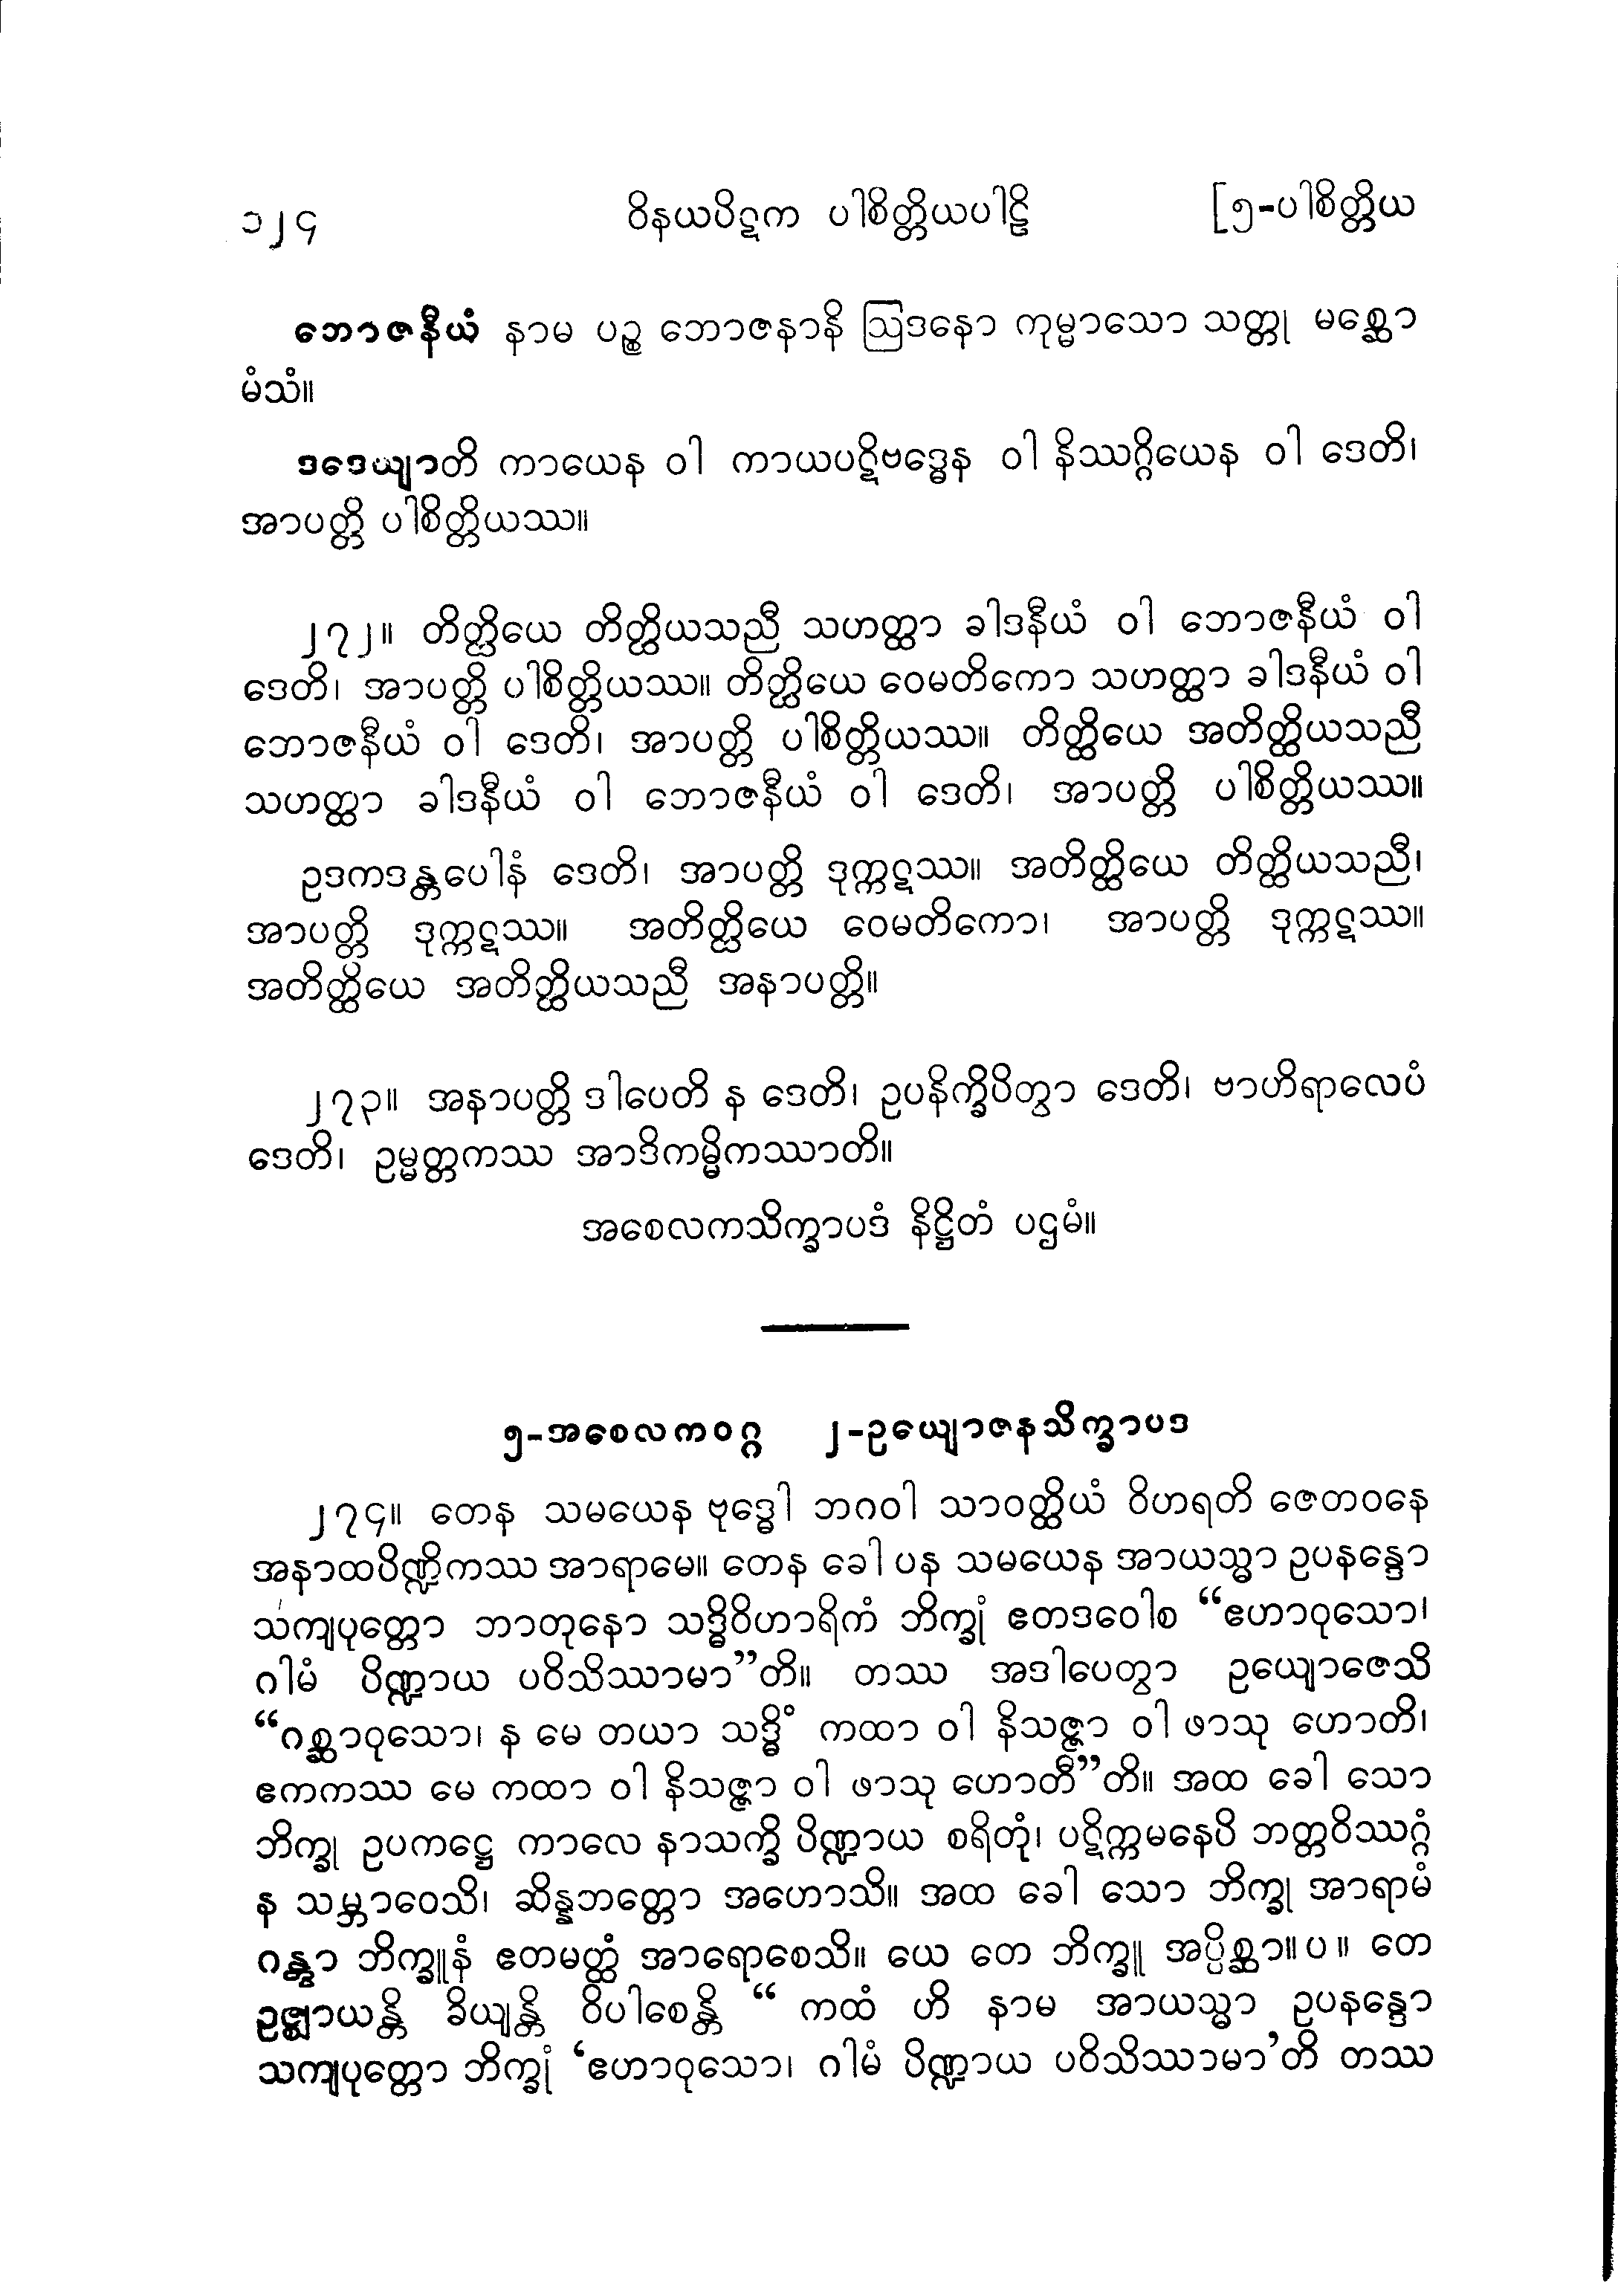 ၁၂၄ ဝိနယပိဋက ပါစိတ္တိယပါဠိ [၅-ပါစိတ္တိယ
ဘောဇနီယံ နာမ ပဉ္စ ဘောဇနာနိ ဩဒနော ကုမ္မာသော သတ္တု မစ္ဆော
မံသံ။
ဒဒေယျာတိ ကာယေန ဝါ ကာယပဋိဗဒ္ဓေန ဝါ နိဿဂ္ဂိယေန ဝါ ဒေတိ၊
အာပတ္တိ ပါစိတ္တိယဿ။
၂၇၂။ တိတ္ထိယေ တိတ္ထိယသညီ သဟတ္ထာ ခါဒနီယံ ဝါ ဘောဇနီယံ ဝါ
ဒေတိ၊ အာပတ္တိ ပါစိတ္တိယဿ။ တိတ္ထိယေ ဝေမတိကော သဟတ္ထာ ခါဒနီယံ ဝါ
ဘောဇနီယံ ဝါ ဒေတိ၊ အာပတ္တိ ပါစိတ္တိယဿ။ တိတ္ထိယေ အတိတ္ထိယသညီ
သဟတ္ထာ ခါဒနီယံ ဝါ ဘောဇနီယံ ဝါ ဒေတိ၊ အာပတ္တိ ပါစိတ္တိယဿ။
ဥဒကဒန္တပေါနံ ဒေတိ၊ အာပတ္တိ ဒုက္ကဋဿ။ အတိတ္ထိယေ တိတ္ထိယသညီ၊
အာပတ္တိ ဒုက္ကဋဿ။ အတိတ္ထိယေ ဝေမတိကော၊ အာပတ္တိ ဒုက္ကဋဿ။
အတိတ္ထိယေ အတိတ္ထိယသညီ အနာပတ္တိ။
၂၇၃။ အနာပတ္တိ ဒါပေတိ န ဒေတိ၊ ဥပနိက္ခိပိတွာ ဒေတိ၊ ဗာဟိရာလေပံ
ဒေတိ၊ ဥမ္မတ္တကဿ အာဒိကမ္မိကဿာတိ။
အစေလကသိက္ခာပဒံ နိဋ္ဌိတံ ပဌမံ။
၅-အစေလကဝဂ္ဂ ၂-ဥယျောဇနသိက္ခာပဒ
၂၇၄။ တေန သမယေန ဗုဒ္ဓေါ ဘဂဝါ သာဝတ္ထိယံ ဝိဟရတိ ဇေတဝနေ
အနာထပိဏ္ဍိကဿ အာရာမေ။ တေန ခေါ ပန သမယေန အာယသ္မာ ဥပနန္ဒော
သကျပုတ္တော ဘာတုနော သဒ္ဓိဝိဟာရိကံ ဘိက္ခုံ ဧတဒဝေါစ “ဧဟာဝုသော၊
ဂါမံ ပိဏ္ဍာယ ပဝိသိဿာမာ”တိ။ တဿ အဒါပေတွာ ဥယျောဇေသိ
“ဂစ္ဆာဝုသော၊ န မေ တယာ သဒ္ဓိံ ကထာ ဝါ နိသဇ္ဇာ ဝါ ဖာသု ဟောတိ၊
ဧကကဿ မေ ကထာ ဝါ နိသဇ္ဇာ ဝါ ဖာသု ဟောတီ”တိ။ အထ ခေါ သော
ဘိက္ခု ဥပကဋ္ဌေ ကာလေ နာသက္ခိ ပိဏ္ဍာယ စရိတုံ၊ ပဋိက္ကမနေပိ ဘတ္တဝိဿဂ္ဂံ
န သမ္ဘာဝေသိ၊ ဆိန္နဘတ္တော အဟောသိ။ အထ ခေါ သော ဘိက္ခု အာရာမံ
ဂန္တွာ ဘိက္ခူနံ ဧတမတ္ထံ အာရောစေသိ။ ယေ တေ ဘိက္ခူ အပ္ပိစ္ဆာ။ပ။ တေ
ဥဇ္ဈာယန္တိ ခိယျန္တိ ဝိပါစေန္တိ “ ကထံ ဟိ နာမ အာယသ္မာ ဥပနန္ဒော
သကျပုတ္တော ဘိက္ခုံ ‘ဧဟာဝုသော၊ ဂါမံ ပိဏ္ဍာယ ပဝိသိဿာမာ’တိ တဿ